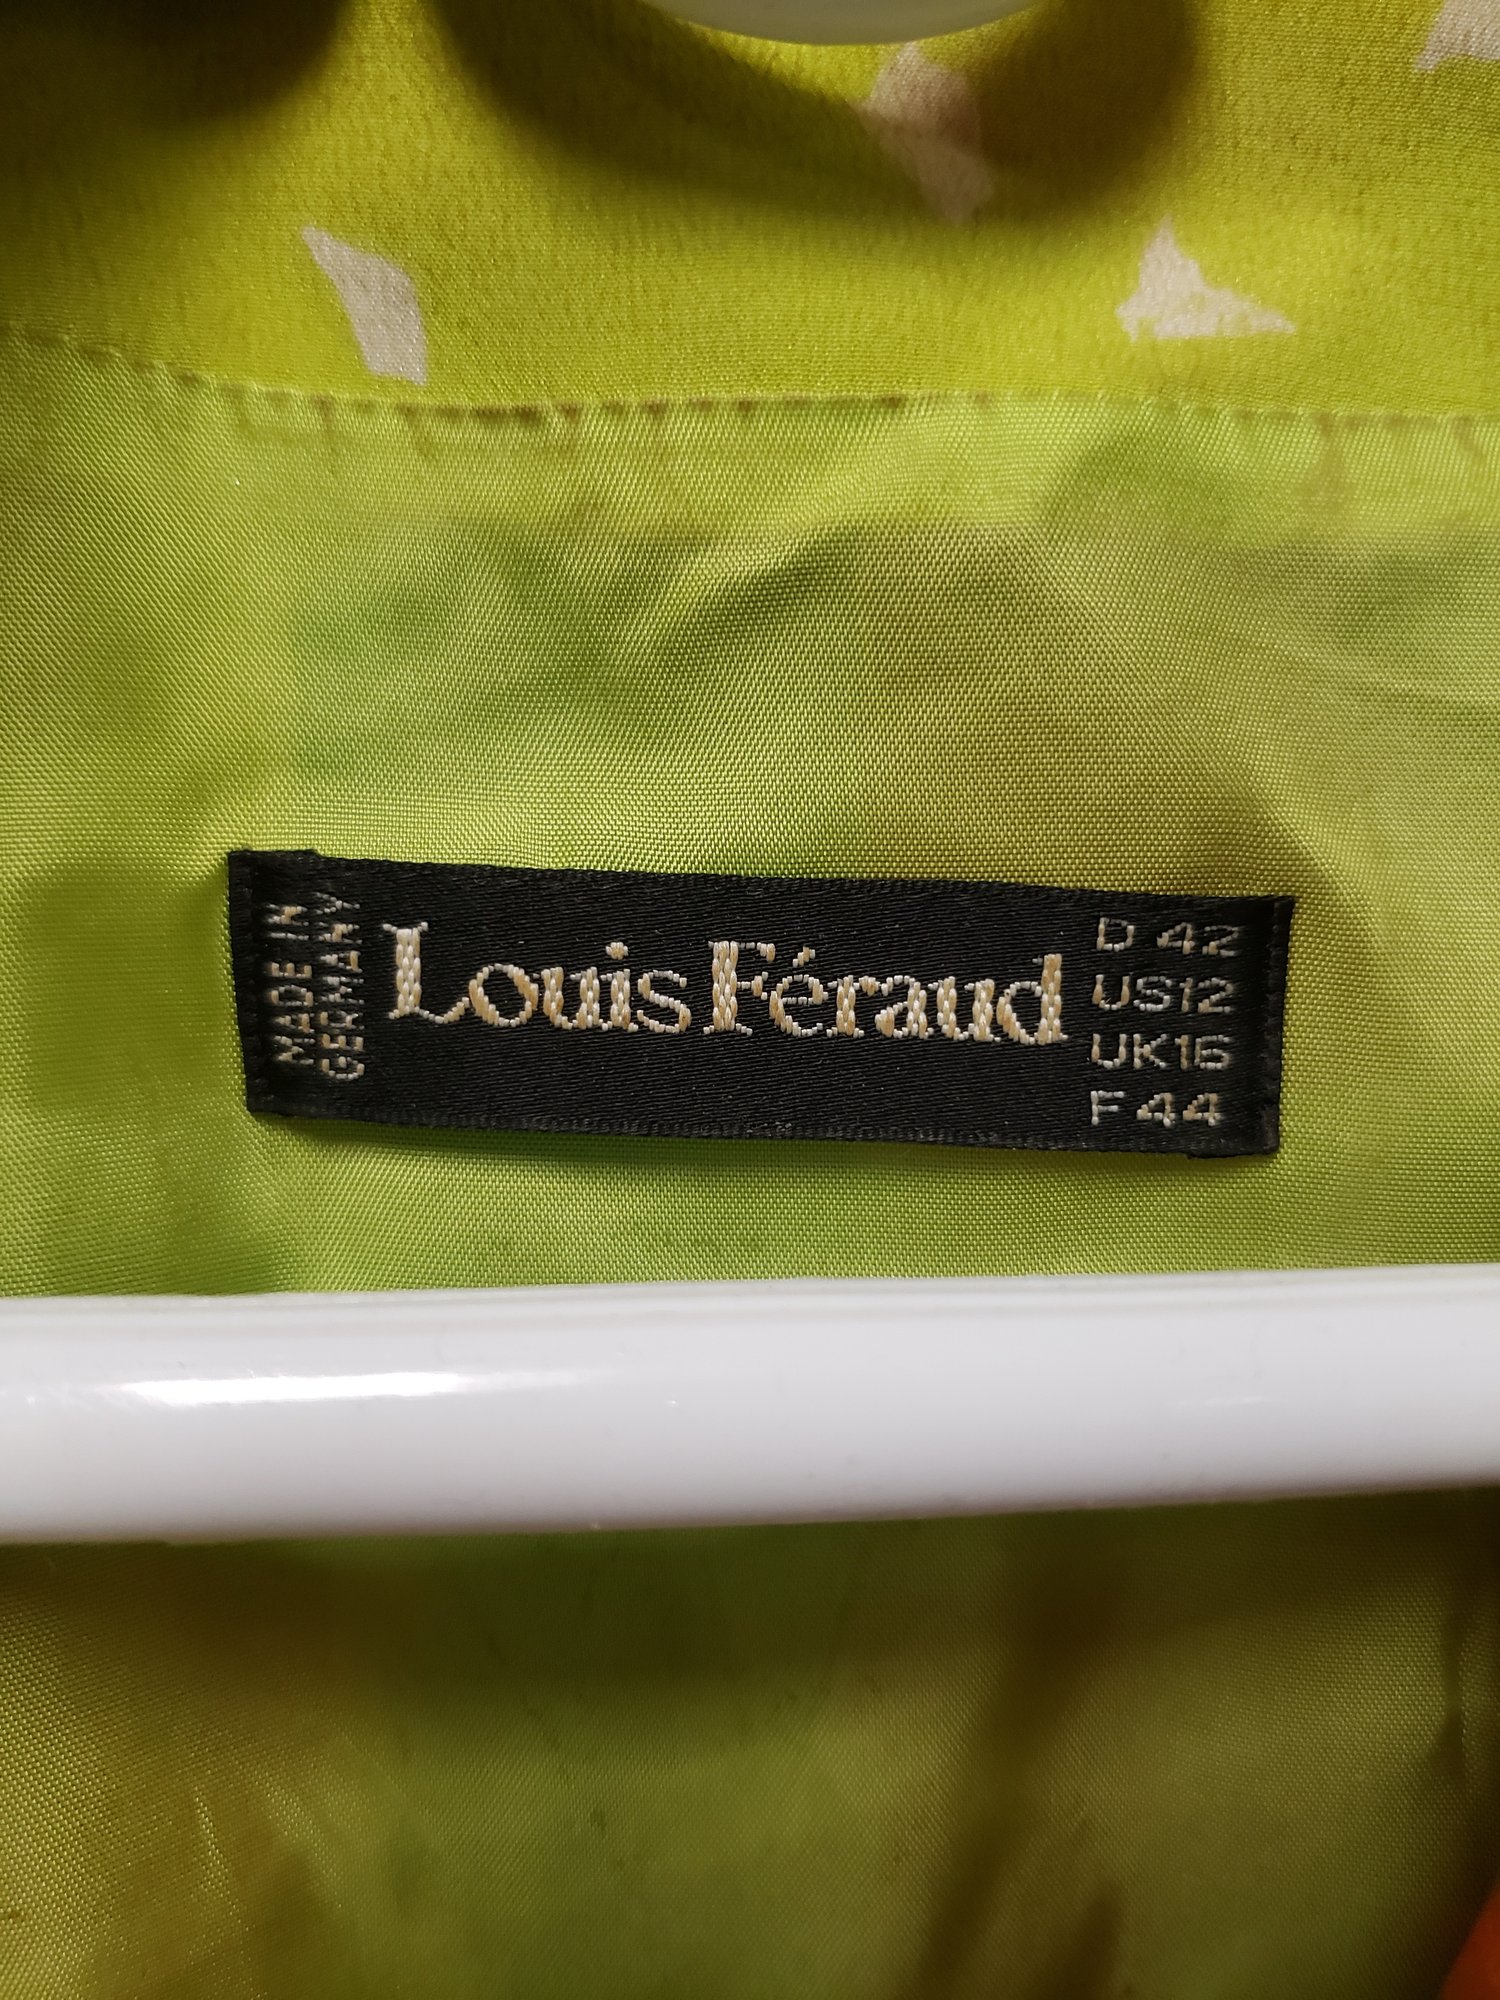 MADE IN
GERMANY
Louis Féraud
D 42
US12
UK16
F 44